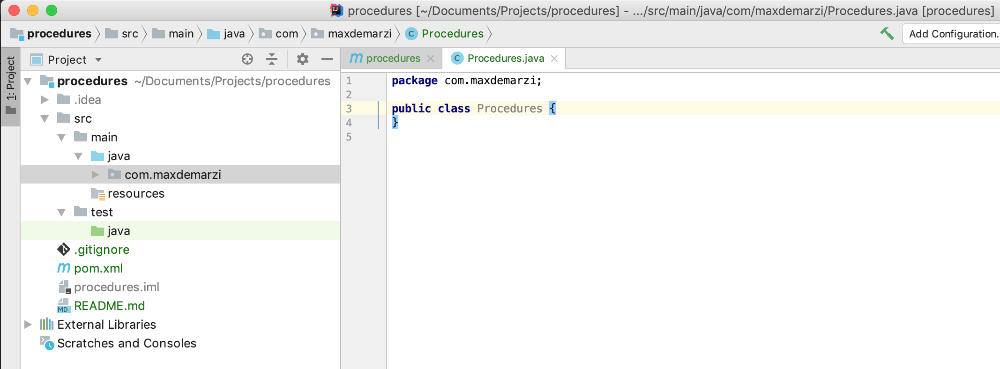 procedures [~/Documents/Projects/procedures] - .../src/main/java/com/maxdemarzi/Procedures.java [procedures]
procedures src main java com maxdemarzi C Procedures Add Configuration.
1: Project
Project
m procedures C Procedures.java
procedures ~/Documents/Projects/procedures
.idea
src
main
java
com.maxdemarzi
resources
test
java
.gitignore
m pom.xml
procedures.iml
MD README.md
External Libraries
Scratches and Consoles
1 package com.maxdemarzi;
2
3 public class Procedures {
4 }
5